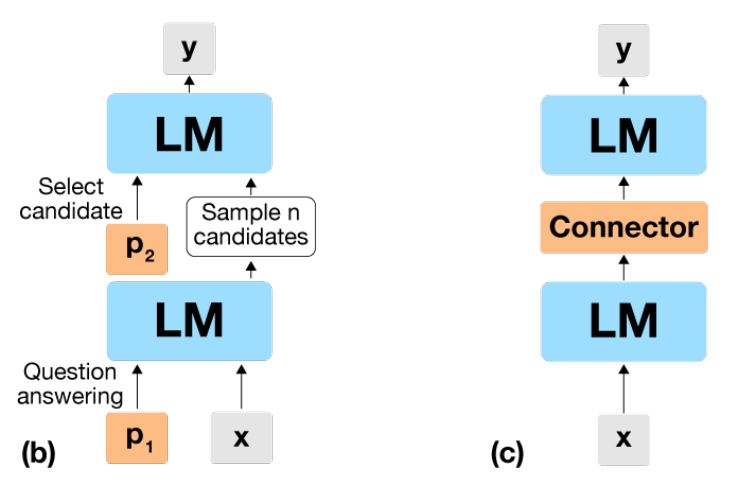 y
LM
Select
candidate
p2
Sample n
candidates
LM
Question
answering
p1
x
(b)
y
LM
Connector
LM
x
(c)